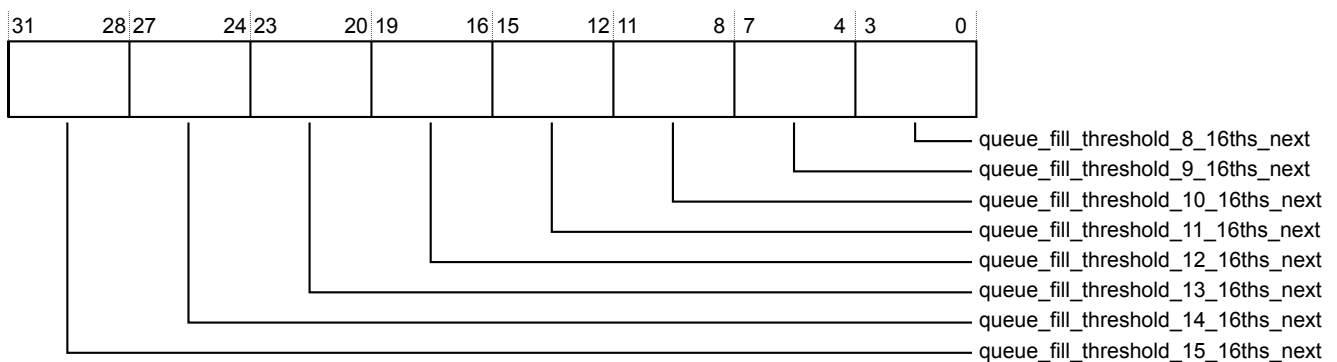 31 28 27 24 23 20 19 16 15 12 11 8 7 4 3 0
queue_fill_threshold_8_16ths_next
queue_fill_threshold_9_16ths_next
queue_fill_threshold_10_16ths_next
queue_fill_threshold_11_16ths_next
queue_fill_threshold_12_16ths_next
queue_fill_threshold_13_16ths_next
queue_fill_threshold_14_16ths_next
queue_fill_threshold_15_16ths_next